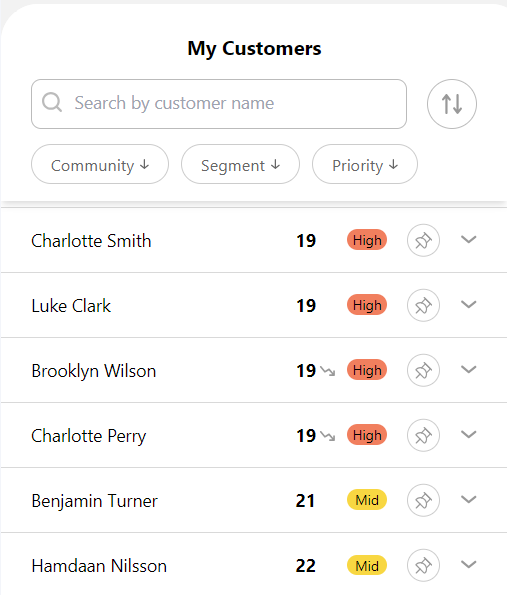 My Customers
Search by customer name
Community ↓ Segment ↓ Priority ↓
Charlotte Smith 19 High
Luke Clark 19 High
Brooklyn Wilson 19 High
Charlotte Perry 19 High
Benjamin Turner 21 Mid
Hamdaan Nilsson 22 Mid